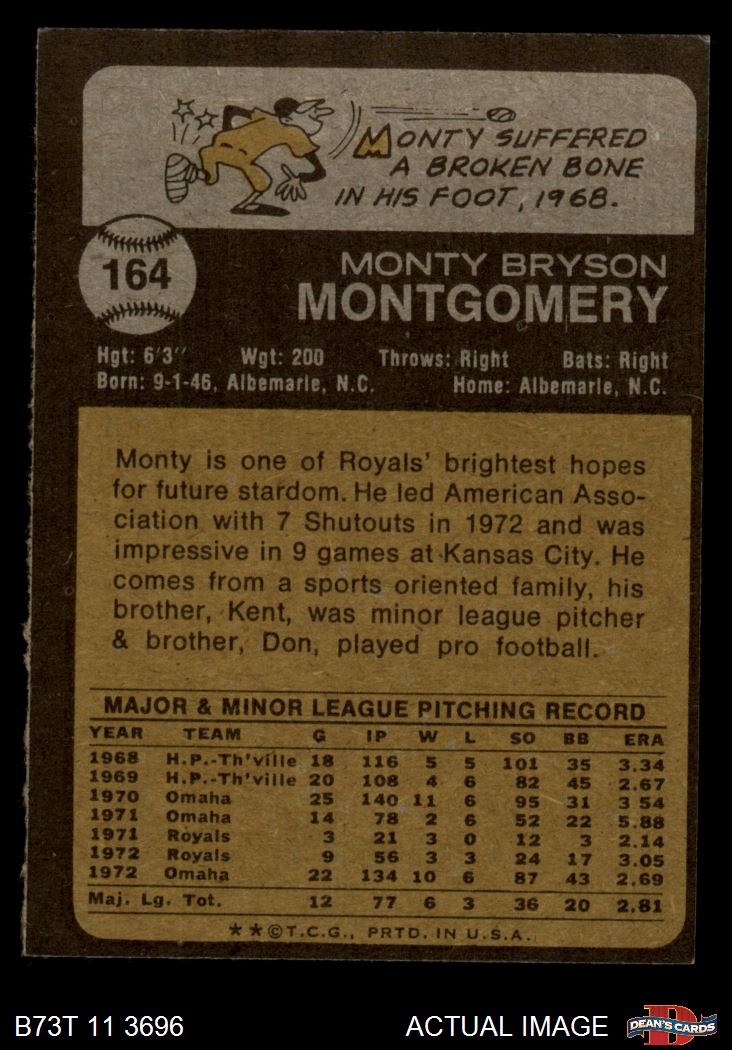 MONTY SUFFERED
A BROKEN BONE
IN HIS FOOT, 1968.
164
MONTY BRYSON
MONTGOMERY
Hgt: 6'3" Wgt: 200 Throws: Right Bats: Right
Born: 9-1-46, Albemarle, N.C. Home: Albemarle, N.C.
Monty is one of Royals' brightest hopes
for future stardom. He led American Asso-
ciation with 7 Shutouts in 1972 and was
impressive in 9 games at Kansas City. He
comes from a sports oriented family, his
brother, Kent, was minor league pitcher
& brother, Don, played pro football.
MAJOR & MINOR LEAGUE PITCHING RECORD
YEAR TEAM G IP W L SO BB ERA
1968 H.P.-Th'ville 18 116 5 5 101 35 3.34
1969 H.P.-Th'ville 20 108 4 6 82 45 2.67
1970 Omaha 25 140 11 6 95 31 3 54
1971 Omaha 14 78 2 6 52 22 5.88
1971 Royals 3 21 3 0 12 3 2.14
1972 Royals 9 56 3 3 24 17 3.05
1972 Omaha 22 134 10 6 87 43 2.69
Maj. Lg. Tot. 12 77 6 3 36 20 2.81
**©T.C.G., PRTD. IN U.S.A.
B73T 11 3696 ACTUAL IMAGE D DEAN'S CARDS